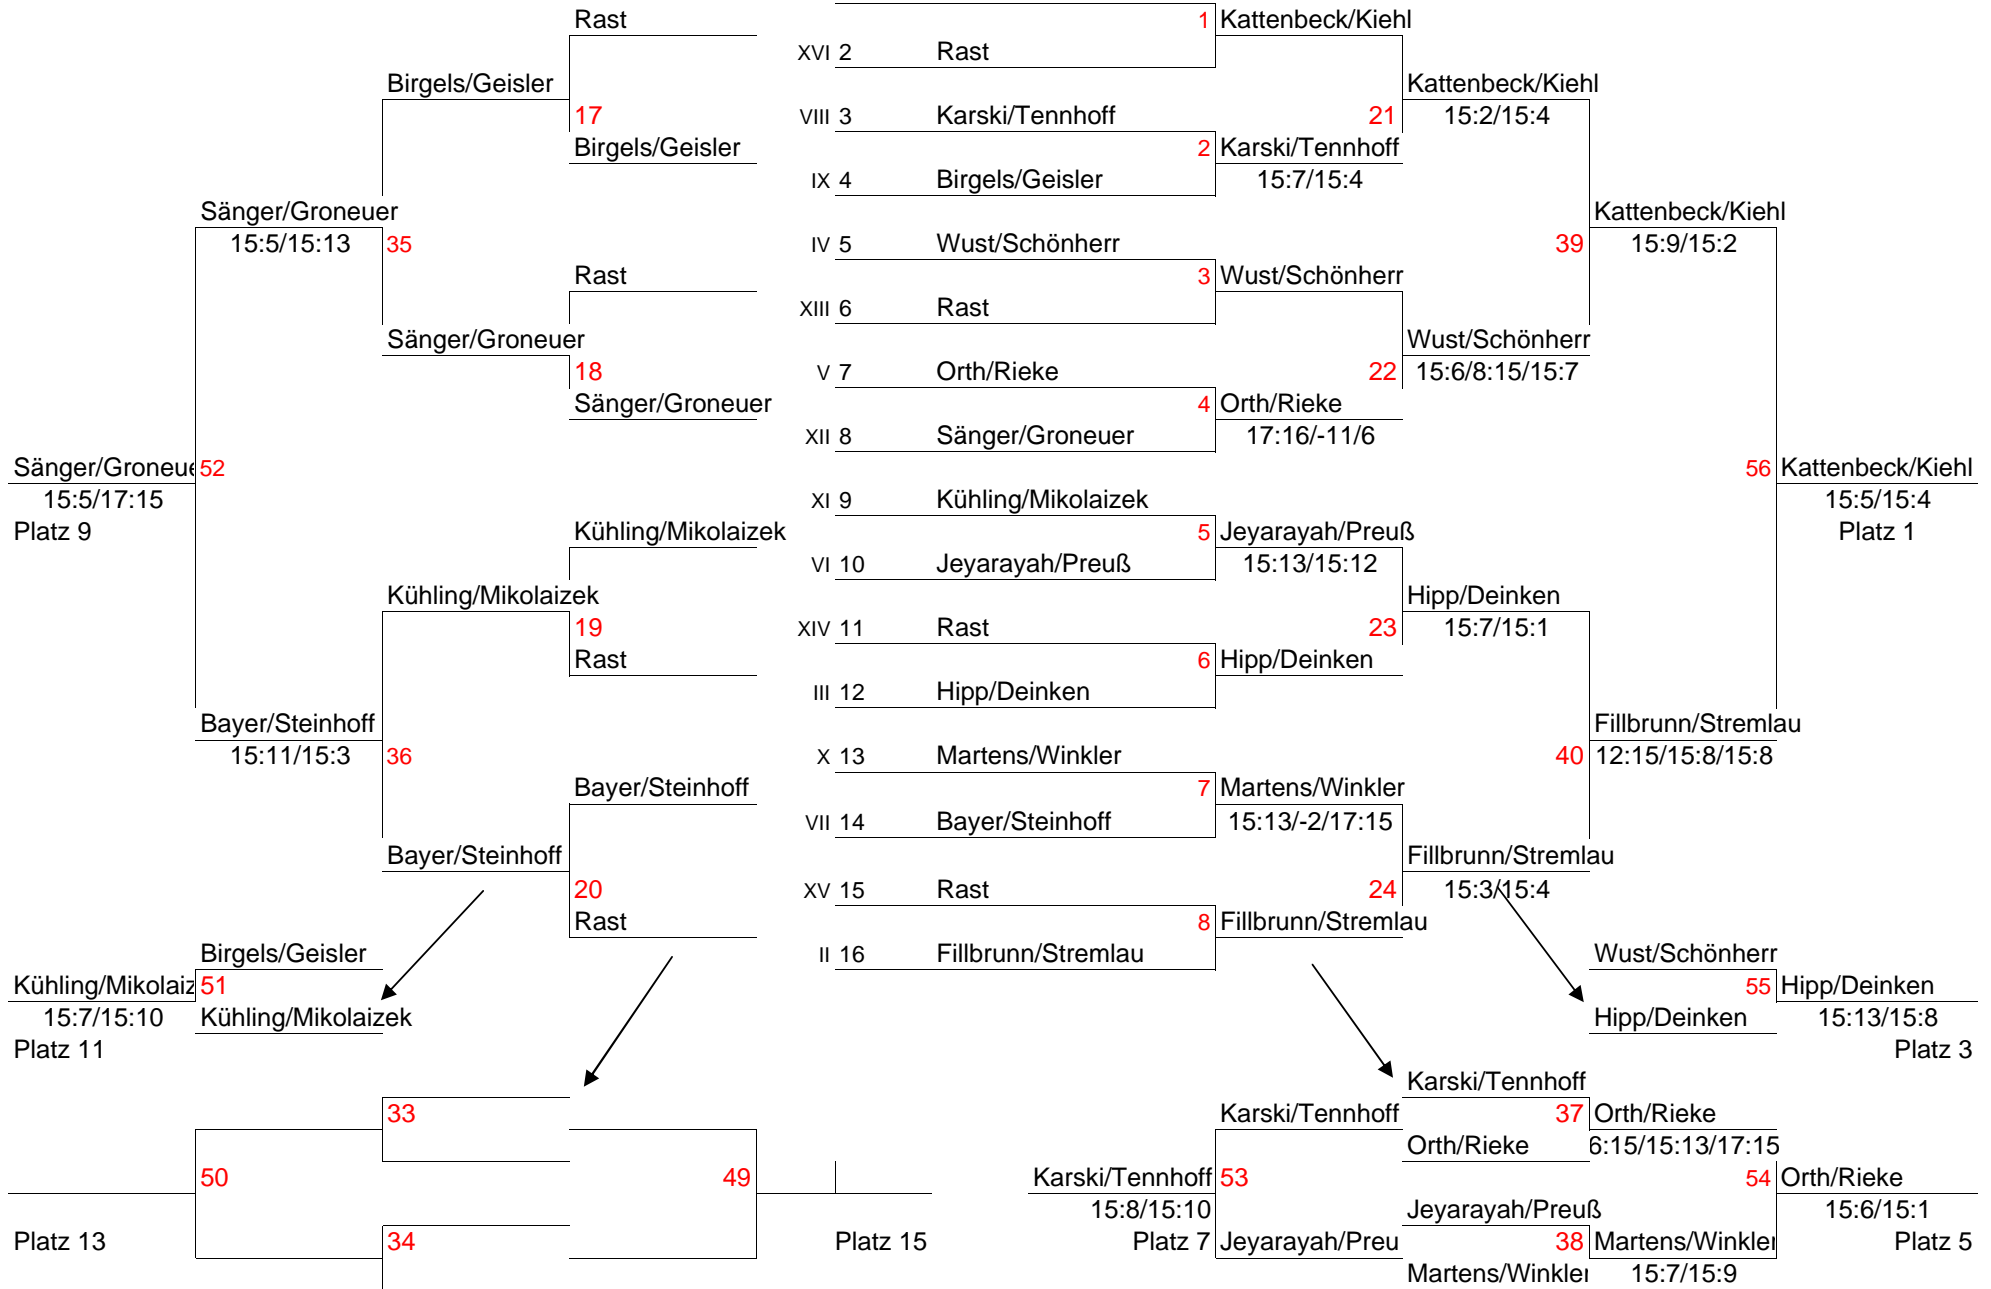 Rast 1 Kattenbeck/Kiehl
XVI 2 Rast
Birgels/Geisler Kattenbeck/Kiehl
17 VIII 3 Karski/Tennhoff 21 15:2/15:4
Birgels/Geisler 2 Karski/Tennhoff
IX 4 Birgels/Geisler 15:7/15:4
Sänger/Groneuer Kattenbeck/Kiehl
15:5/15:13 35 IV 5 Wust/Schönherr 39 15:9/15:2
Rast 3 Wust/Schönherr
XIII 6 Rast
Sänger/Groneuer Wust/Schönherr
18 V 7 Orth/Rieke 22 15:6/8:15/15:7
Sänger/Groneuer 4 Orth/Rieke
XII 8 Sänger/Groneuer 17:16/-11/6
Sänger/Groneue 52 56 Kattenbeck/Kiehl
15:5/17:15 XI 9 Kühling/Mikolaizek 15:5/15:4
Platz 9 Kühling/Mikolaizek 5 Jeyarayah/Preuß Platz 1
VI 10 Jeyarayah/Preuß 15:13/15:12
Kühling/Mikolaizek Hipp/Deinken
19 XIV 11 Rast 23 15:7/15:1
Rast 6 Hipp/Deinken
III 12 Hipp/Deinken
Bayer/Steinhoff Fillbrunn/Stremlau
15:11/15:3 36 X 13 Martens/Winkler 40 12:15/15:8/15:8
Bayer/Steinhoff 7 Martens/Winkler
VII 14 Bayer/Steinhoff 15:13/-2/17:15
Bayer/Steinhoff Fillbrunn/Stremlau
20 XV 15 Rast 24 15:3/15:4
Rast 8 Fillbrunn/Stremlau
Birgels/Geisler II 16 Fillbrunn/Stremlau Wust/Schönherr
Kühling/Mikolaiz 51 55 Hipp/Deinken
15:7/15:10 Kühling/Mikolaizek Hipp/Deinken 15:13/15:8
Platz 11 Platz 3
Karski/Tennhoff
33 Karski/Tennhoff 37 Orth/Rieke
Orth/Rieke 6:15/15:13/17:15
50 49 Karski/Tennhoff 53 54 Orth/Rieke
15:8/15:10 Jeyarayah/Preuß 15:6/15:1
Platz 13 34 Platz 15 Platz 7 Jeyarayah/Preu 38 Martens/Winkler Platz 5
Martens/Winkler 15:7/15:9